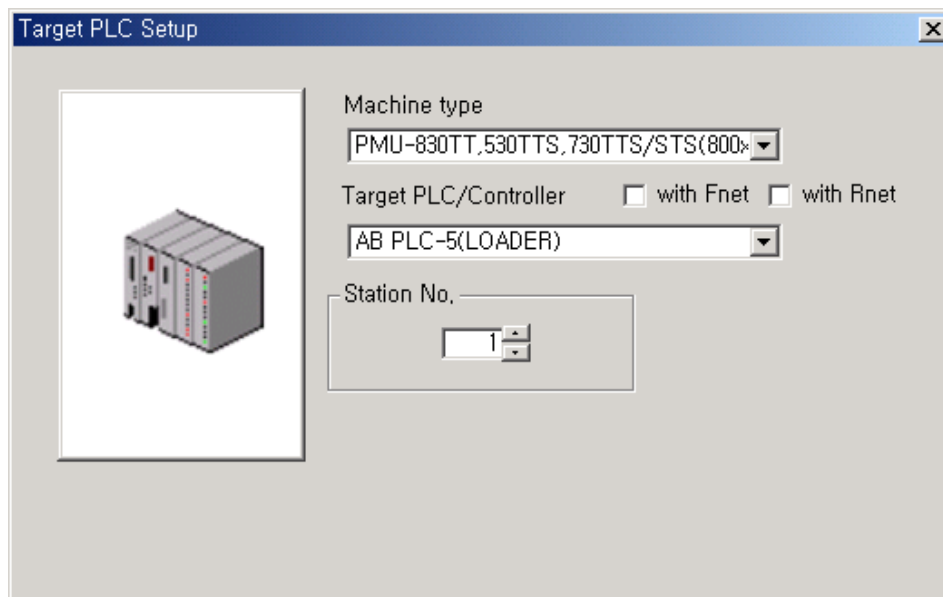 Target PLC Setup
Machine type
PMU-830TT,530TTS,730TTS/STS(800x
Target PLC/Controller with Fnet with Rnet
AB PLC-5(LOADER)
Station No.
1